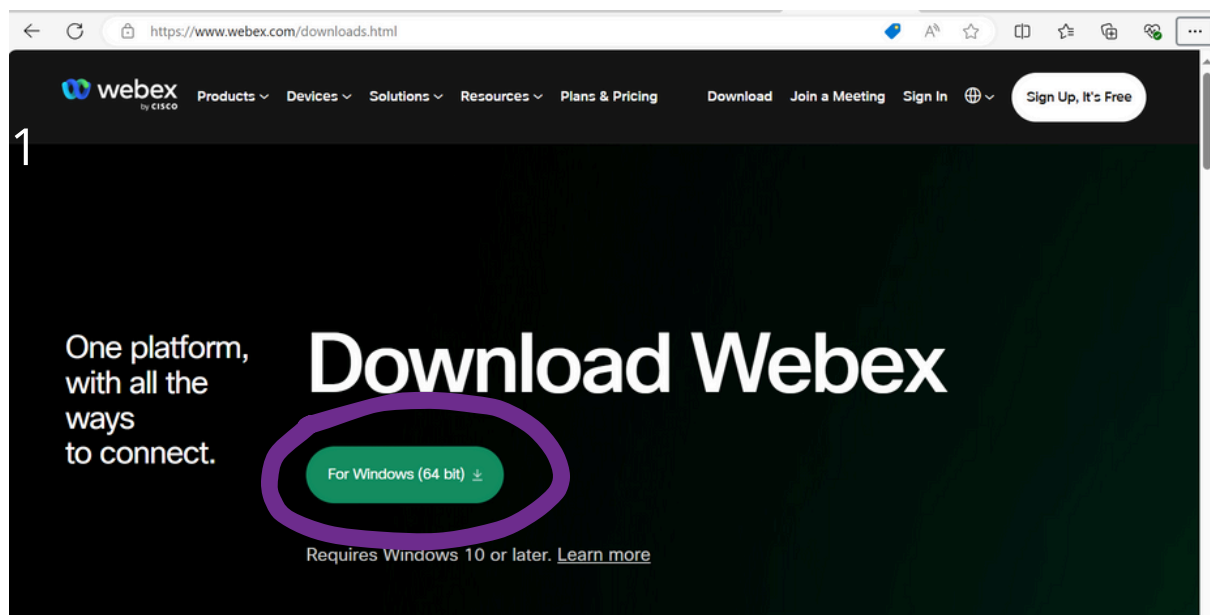 https://www.webex.com/downloads.html
webex by CISCO Products Devices Solutions Resources Plans & Pricing Download Join a Meeting Sign In Sign Up, It's Free
1
One platform,
with all the
ways
to connect.
Download Webex
For Windows (64 bit)
Requires Windows 10 or later. Learn more